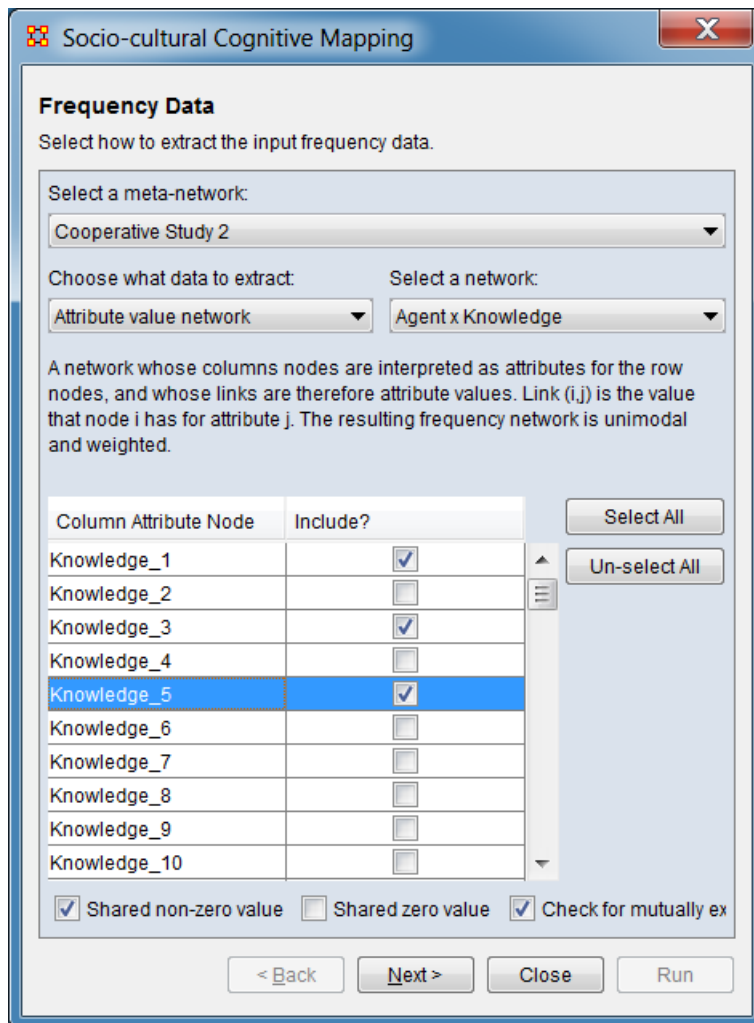 Socio-cultural Cognitive Mapping
X
Frequency Data
Select how to extract the input frequency data.
Select a meta-network:
Cooperative Study 2
Choose what data to extract: Select a network:
Attribute value network Agent x Knowledge
A network whose columns nodes are interpreted as attributes for the row
nodes, and whose links are therefore attribute values. Link (i,j) is the value
that node i has for attribute j. The resulting frequency network is unimodal
and weighted.
Column Attribute Node Include? Select All
Knowledge_1 Un-select All
Knowledge_2
Knowledge_3
Knowledge_4
Knowledge_5
Knowledge_6
Knowledge_7
Knowledge_8
Knowledge_9
Knowledge_10
Shared non-zero value Shared zero value Check for mutually ex
< Back Next > Close Run